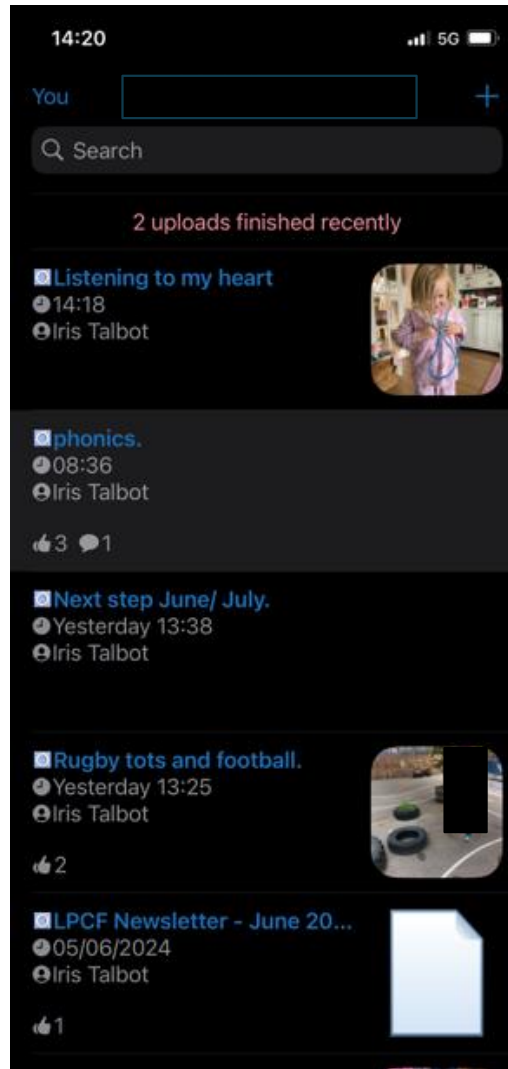 14:20 5G
You
Search
2 uploads finished recently
Listening to my heart
14:18
Iris Talbot
phonics.
08:36
Iris Talbot
3 1
Next step June/ July.
Yesterday 13:38
Iris Talbot
Rugby tots and football.
Yesterday 13:25
Iris Talbot
2
LPCF Newsletter - June 20...
05/06/2024
Iris Talbot
1